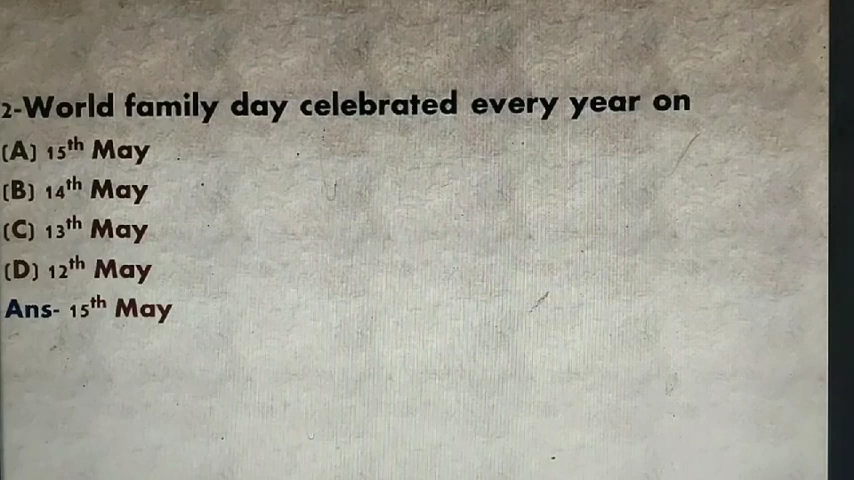 2-World family day celebrated every year on
(A) 15th May
(B) 14th May
(C) 13th May
(D) 12th May
Ans- 15th May